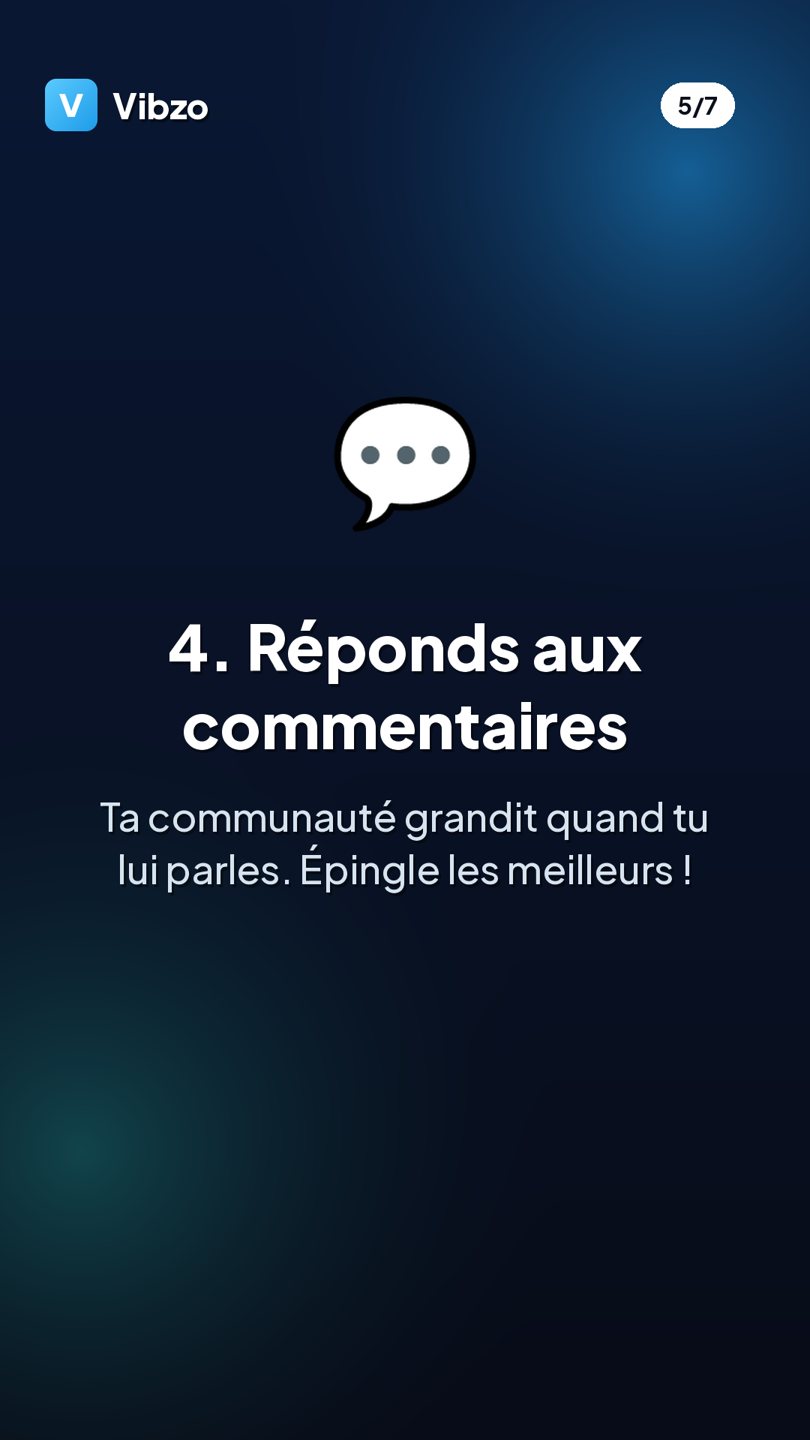 V Vibzo
5/7
4. Réponds aux
commentaires
Ta communauté grandit quand tu
lui parles. Épingle les meilleurs !